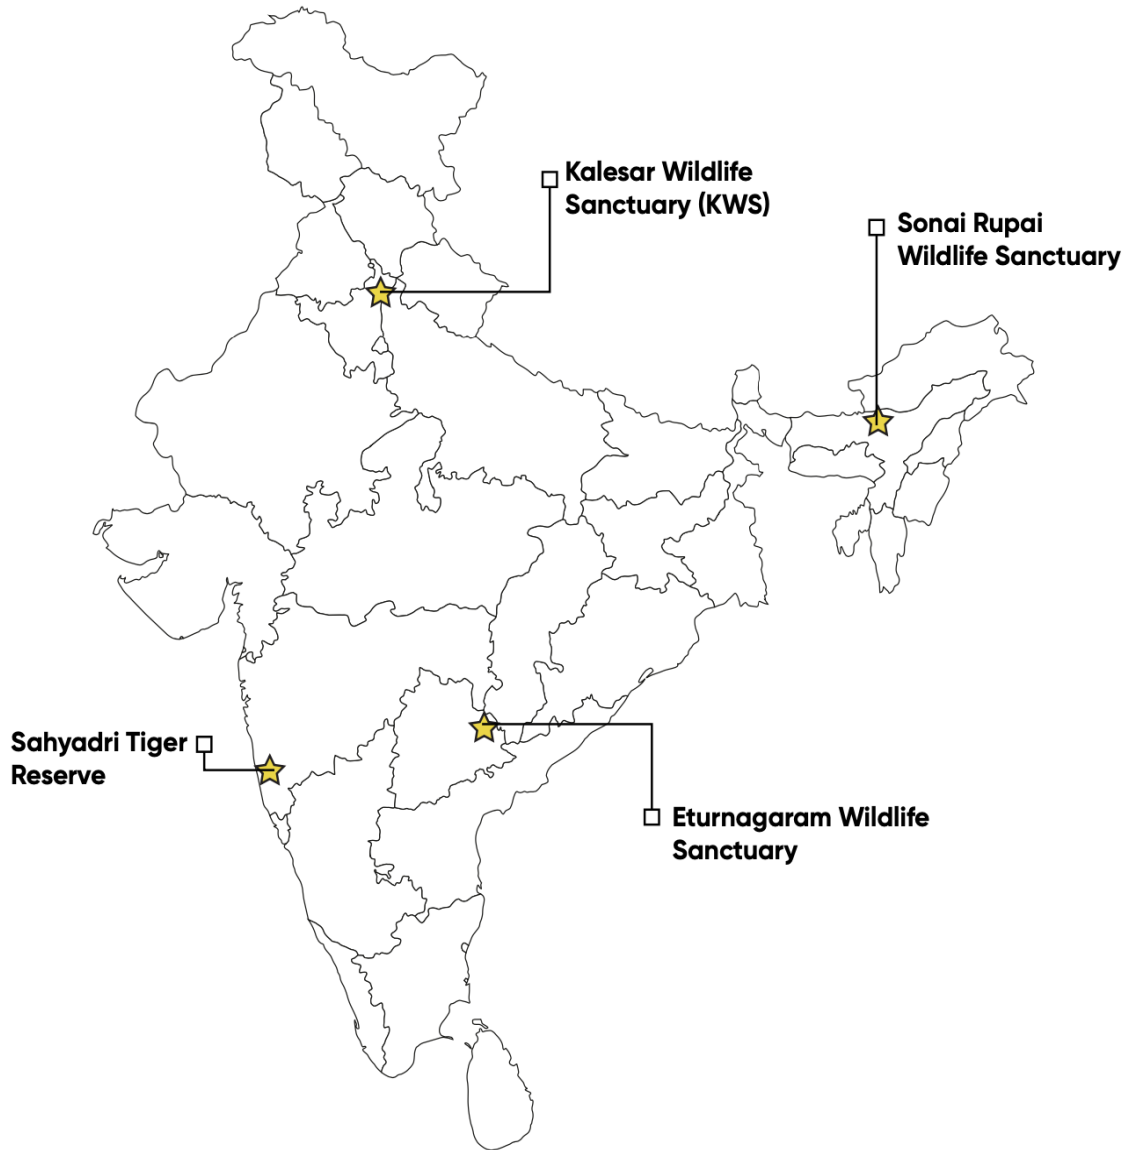 Kalesar Wildlife
Sanctuary (KWS)
Sonai Rupai
Wildlife Sanctuary
Sahyadri Tiger
Reserve
Eturnagaram Wildlife
Sanctuary